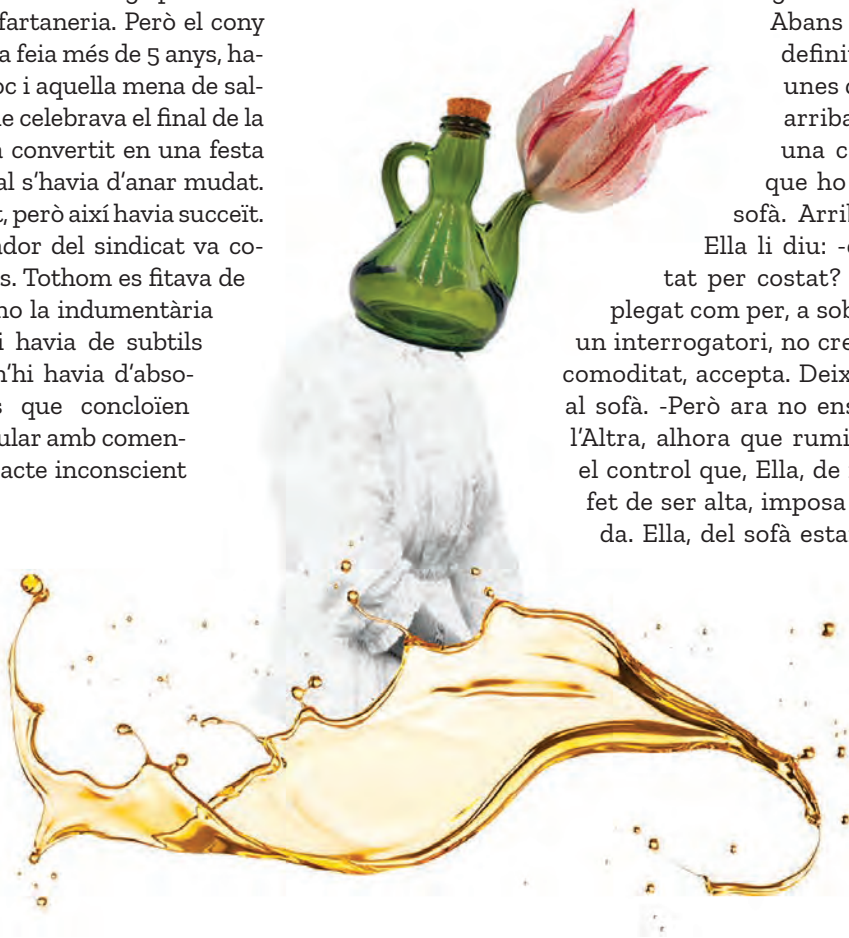 fartaneria. Però el cony
a feia més de 5 anys, ha-
oc i aquella mena de sal-
e celebrava el final de la
convertit en una festa
al s'havia d'anar mudat.
, però així havia succeït.
dor del sindicat va co-
s. Tothom es fitava de
no la indumentària
i havia de subtils
n'hi havia d'abso-
s que concloïen
ular amb comen-
acte inconscient
Abans
defini
unes
arriba
una c
que ho
sofà. Arri
Ella li diu: -
tat per costat?
plegat com per, a sob
un interrogatori, no cre
comoditat, accepta. Deix
al sofà. -Però ara no ens
l'Altra, alhora que rumi
el control que, Ella, de
fet de ser alta, imposa
da. Ella, del sofà esta